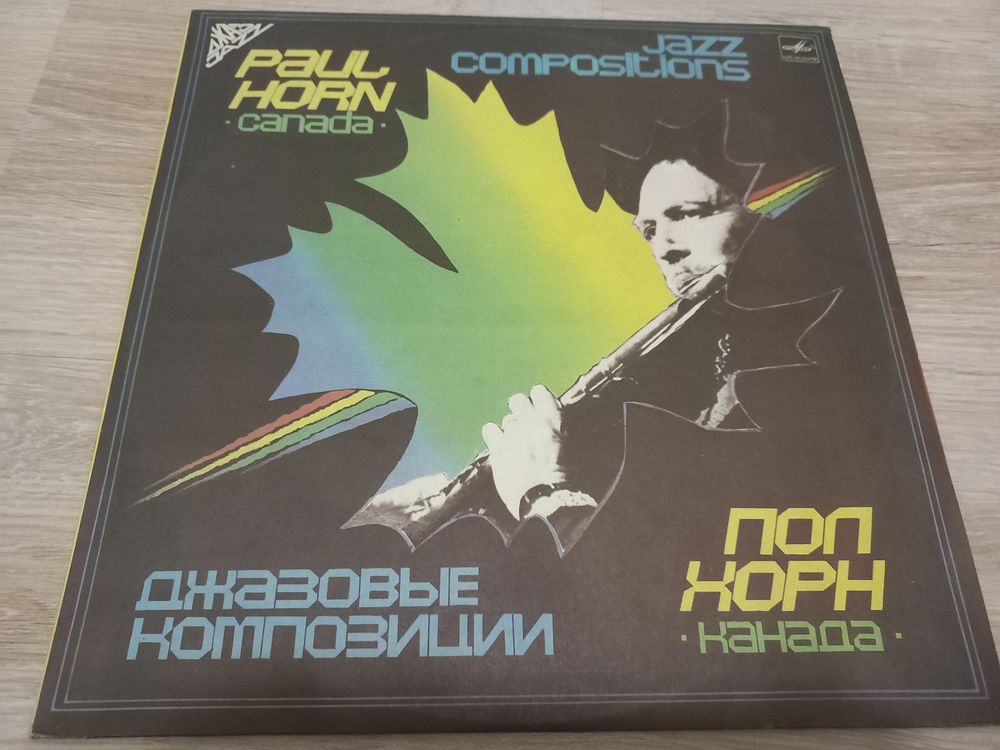 PAUL
HORN
·canada·
JAZZ
COMPOSITIONS
ДЖАЗОВЫЕ
КОМПОЗИЦИИ
ПОЛ
ХОРН
·КАНАДА·